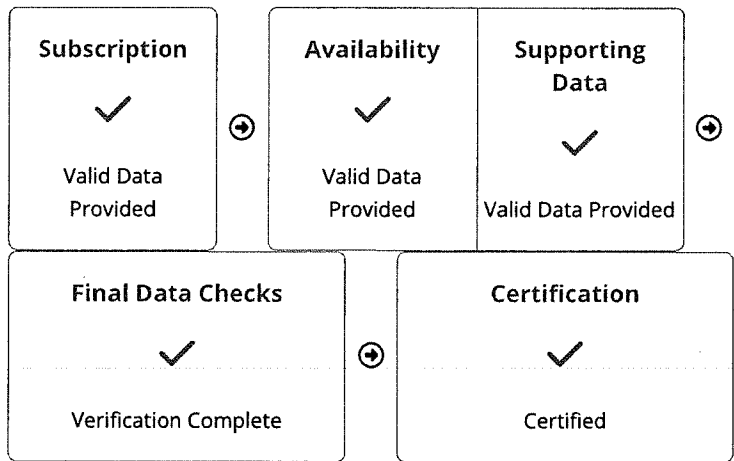 Subscription
Valid Data
Provided
Availability
Valid Data
Provided
Supporting
Data
Valid Data Provided
Final Data Checks
Verification Complete
Certification
Certified